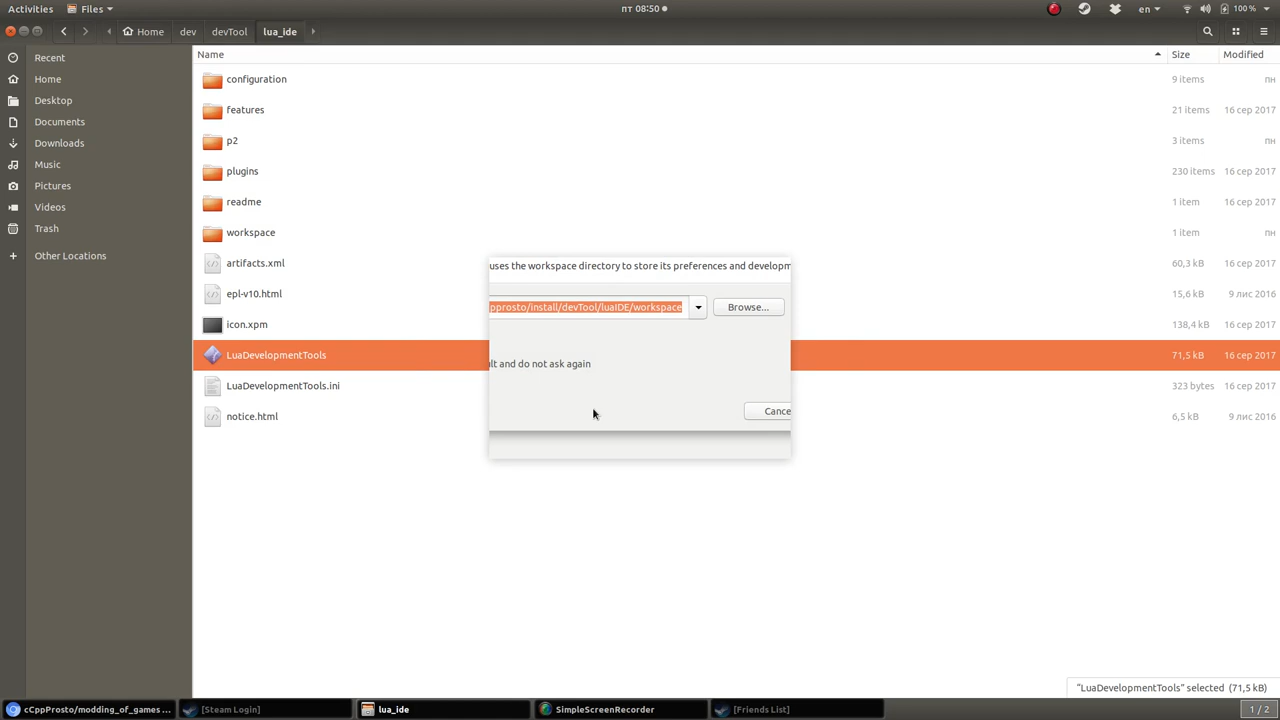 Activities Files пт 08:50 en 100 %
Home dev devTool lua_ide
Name Size Modified
Recent
Home
Desktop
Documents
Downloads
Music
Pictures
Videos
Trash
Other Locations
configuration 9 items пн
features 21 items 16 сер 2017
p2 3 items пн
plugins 230 items 16 сер 2017
readme 1 item 16 сер 2017
workspace 1 item пн
artifacts.xml 60,3 kB 16 сер 2017
epl-v10.html 15,6 kB 9 лис 2016
icon.xpm 138,4 kB 16 сер 2017
LuaDevelopmentTools 71,5 kB 16 сер 2017
LuaDevelopmentTools.ini 323 bytes 16 сер 2017
notice.html 6,5 kB 9 лис 2016
uses the workspace directory to store its preferences and developm
pprosto/install/devTool/luaIDE/workspace Browse...
lt and do not ask again
Cance
"LuaDevelopmentTools" selected (71,5 kB)
cCppProsto/modding_of_games ... [Steam Login] lua_ide SimpleScreenRecorder [Friends List] 1 / 2